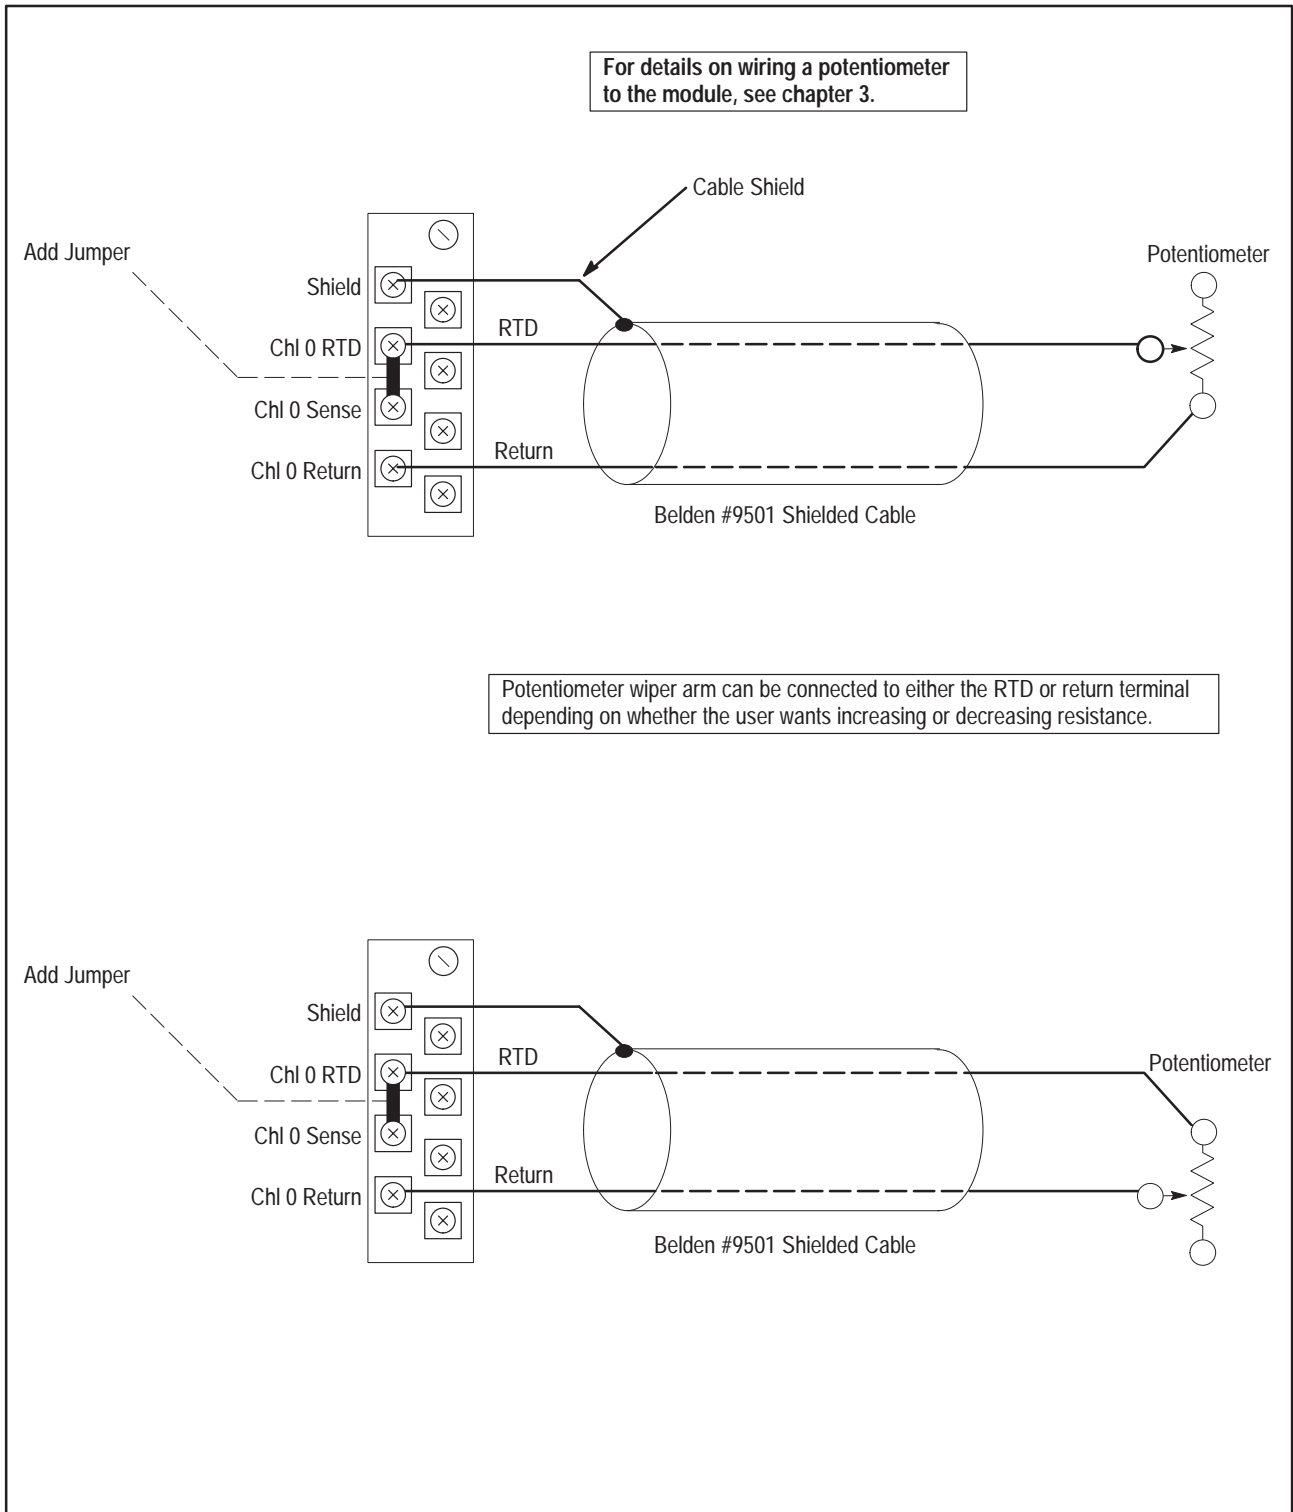 For details on wiring a potentiometer
to the module, see chapter 3.
Cable Shield
Add Jumper
Potentiometer
Shield
RTD
Chl 0 RTD
Chl 0 Sense
Return
Chl 0 Return
Belden #9501 Shielded Cable
Potentiometer wiper arm can be connected to either the RTD or return terminal
depending on whether the user wants increasing or decreasing resistance.
Add Jumper
Shield
RTD
Potentiometer
Chl 0 RTD
Chl 0 Sense
Return
Chl 0 Return
Belden #9501 Shielded Cable